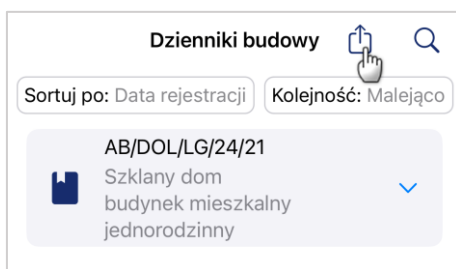 Dzienniki budowy
Sortuj po: Data rejestracji Kolejność: Malejąco
AB/DOL/LG/24/21
Szklany dom
budynek mieszkalny
jednorodzinny